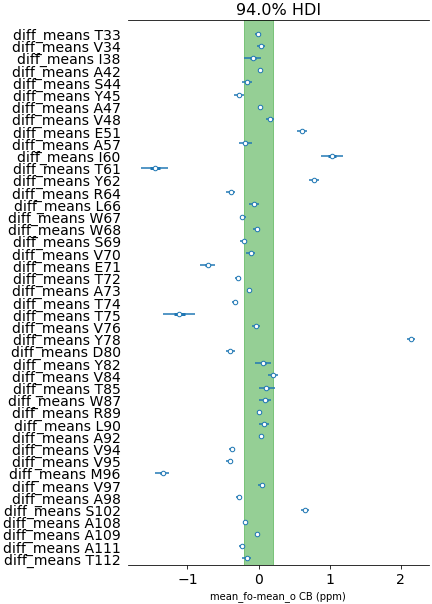 94.0% HDI
diff_means T33
diff_means V34
diff_means I38
diff_means A42
diff_means S44
diff_means Y45
diff_means A47
diff_means V48
diff_means E51
diff_means A57
diff_means I60
diff_means T61
diff_means Y62
diff_means R64
diff_means L66
diff_means W67
diff_means W68
diff_means S69
diff_means V70
diff_means E71
diff_means T72
diff_means A73
diff_means T74
diff_means T75
diff_means V76
diff_means Y78
diff_means D80
diff_means Y82
diff_means V84
diff_means T85
diff_means W87
diff_means R89
diff_means L90
diff_means A92
diff_means V94
diff_means V95
diff_means M96
diff_means V97
diff_means A98
diff_means S102
diff_means A108
diff_means A109
diff_means A111
diff_means T112
−1 0 1 2
mean_fo-mean_o CB (ppm)